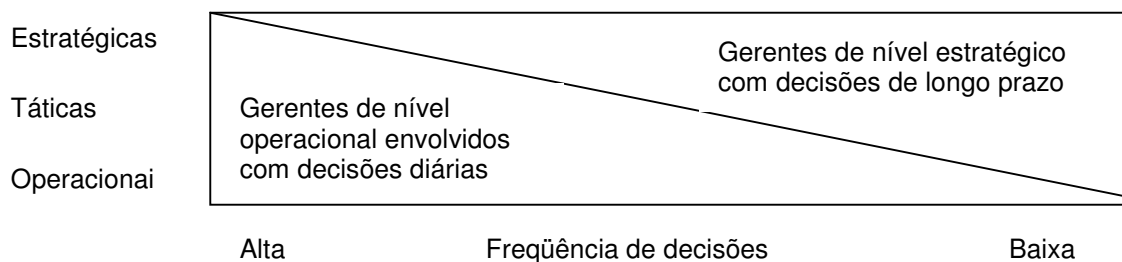 Estratégicas
Táticas
Operacionai
Gerentes de nível estratégico
com decisões de longo prazo
Gerentes de nível
operacional envolvidos
com decisões diárias
Alta
Freqüência de decisões
Baixa